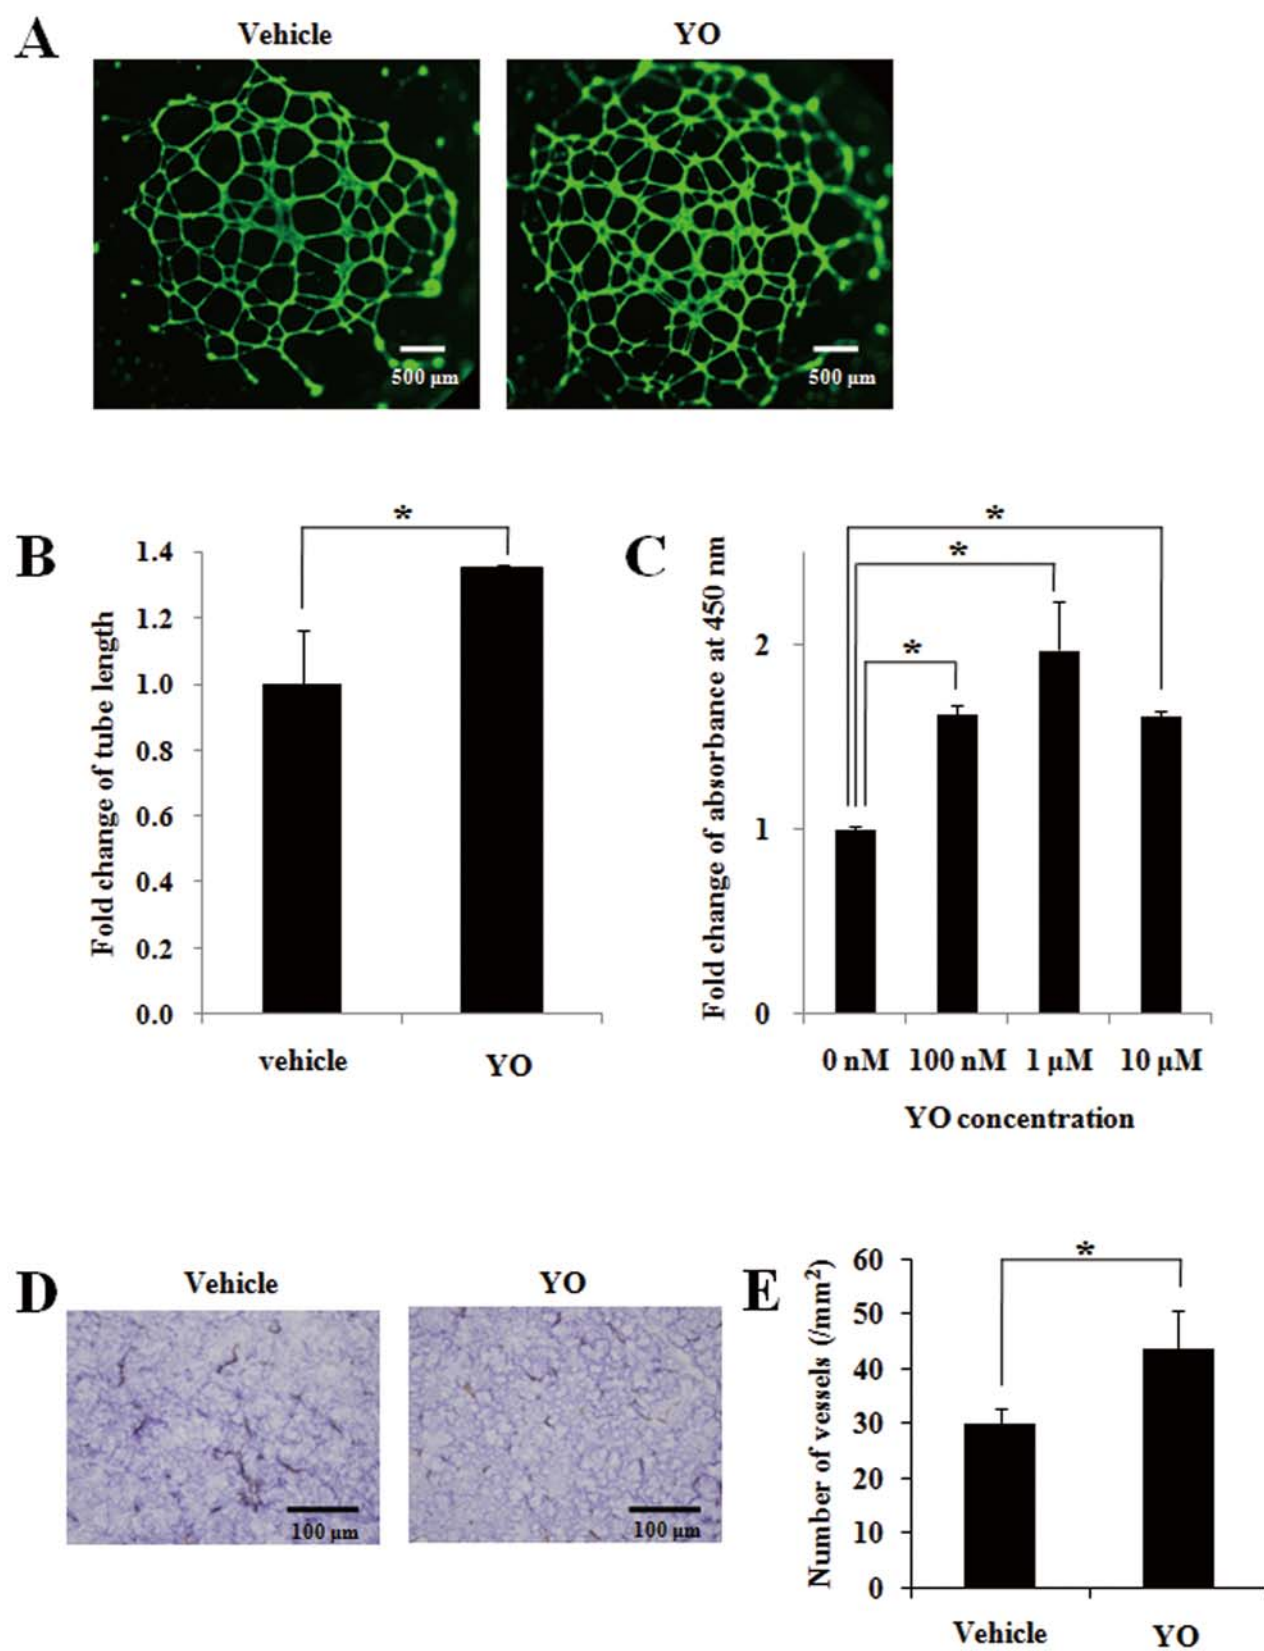 A
Vehicle
YO
500 μm
500 μm
B
*
Fold change of tube length
1.4
1.2
1.0
0.8
0.6
0.4
0.2
0.0
vehicle
YO
C
*
*
*
Fold change of absorbance at 450 nm
2
1
0
0 nM
100 nM
1 μM
10 μM
YO concentration
D
Vehicle
YO
100 μm
100 μm
E
*
Number of vessels (/mm²)
60
50
40
30
20
10
0
Vehicle
YO